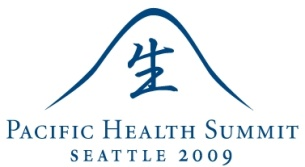 生
PACIFIC HEALTH SUMMIT
SEATTLE 2009